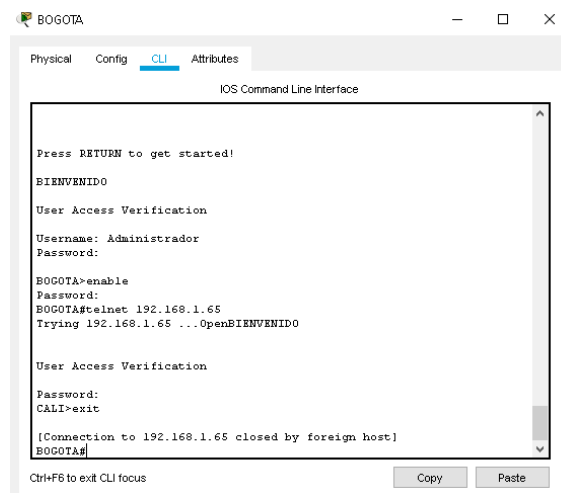 BOGOTA
Physical Config CLI Attributes
IOS Command Line Interface
Press RETURN to get started!
BIENVENIDO
User Access Verification
Username: Administrador
Password:
BOGOTA>enable
Password:
BOGOTA#telnet 192.168.1.65
Trying 192.168.1.65 ...OpenBIENVENIDO
User Access Verification
Password:
CALI>exit
[Connection to 192.168.1.65 closed by foreign host]
BOGOTA#
Ctrl+F6 to exit CLI focus
Copy Paste